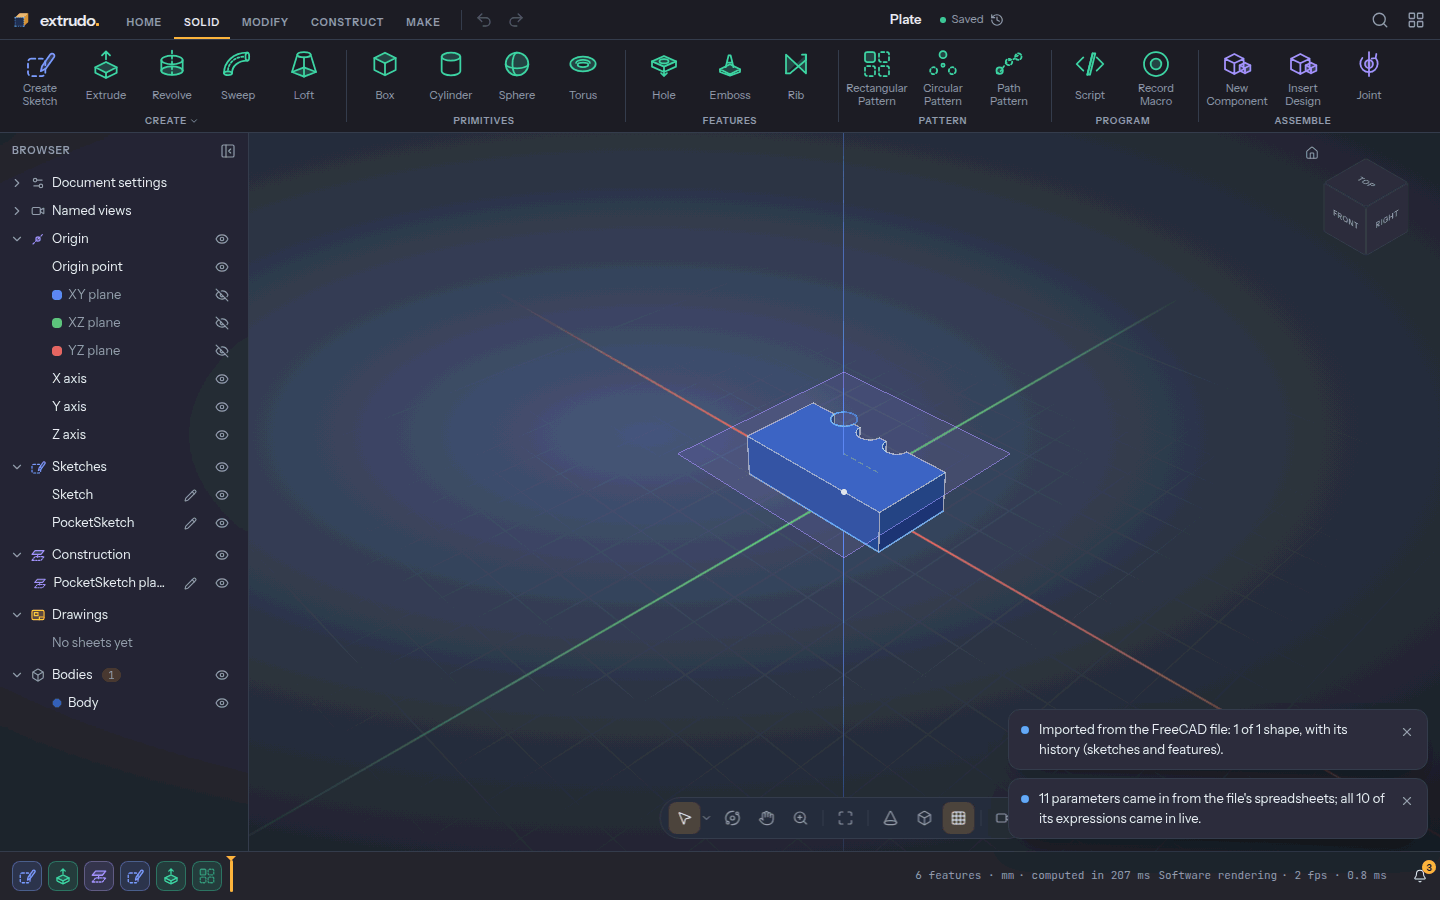 extrudo.
HOME
SOLID
MODIFY
CONSTRUCT
MAKE
Plate
Saved
Create Sketch
Extrude
Revolve
Sweep
Loft
Box
Cylinder
Sphere
Torus
Hole
Emboss
Rib
Rectangular Pattern
Circular Pattern
Path Pattern
Script
Record Macro
New Component
Insert Design
Joint
CREATE
PRIMITIVES
FEATURES
PATTERN
PROGRAM
ASSEMBLE
BROWSER
Document settings
Named views
Origin
Origin point
XY plane
XZ plane
YZ plane
X axis
Y axis
Z axis
Sketches
Sketch
PocketSketch
Construction
PocketSketch pla...
Drawings
No sheets yet
Bodies 1
Body
TOP
FRONT
RIGHT
Imported from the FreeCAD file: 1 of 1 shape, with its
history (sketches and features).
11 parameters came in from the file's spreadsheets; all 10 of
its expressions came in live.
6 features · mm · computed in 207 ms Software rendering · 2 fps · 0.8 ms
3